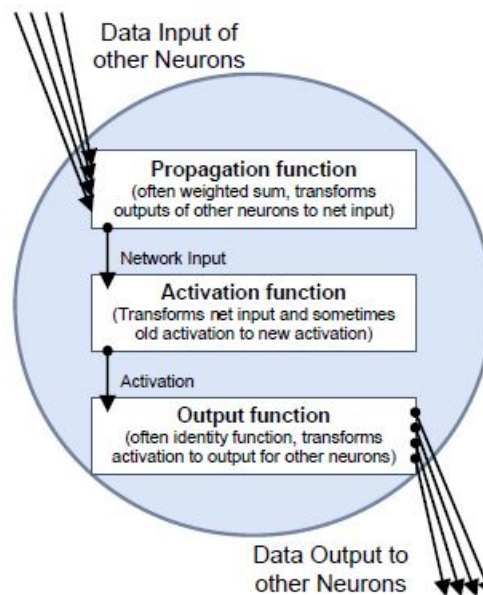 Data Input of
other Neurons
Propagation function
(often weighted sum, transforms
outputs of other neurons to net input)
Network Input
Activation function
(Transforms net input and sometimes
old activation to new activation)
Activation
Output function
(often identity function, transforms
activation to output for other neurons)
Data Output to
other Neurons